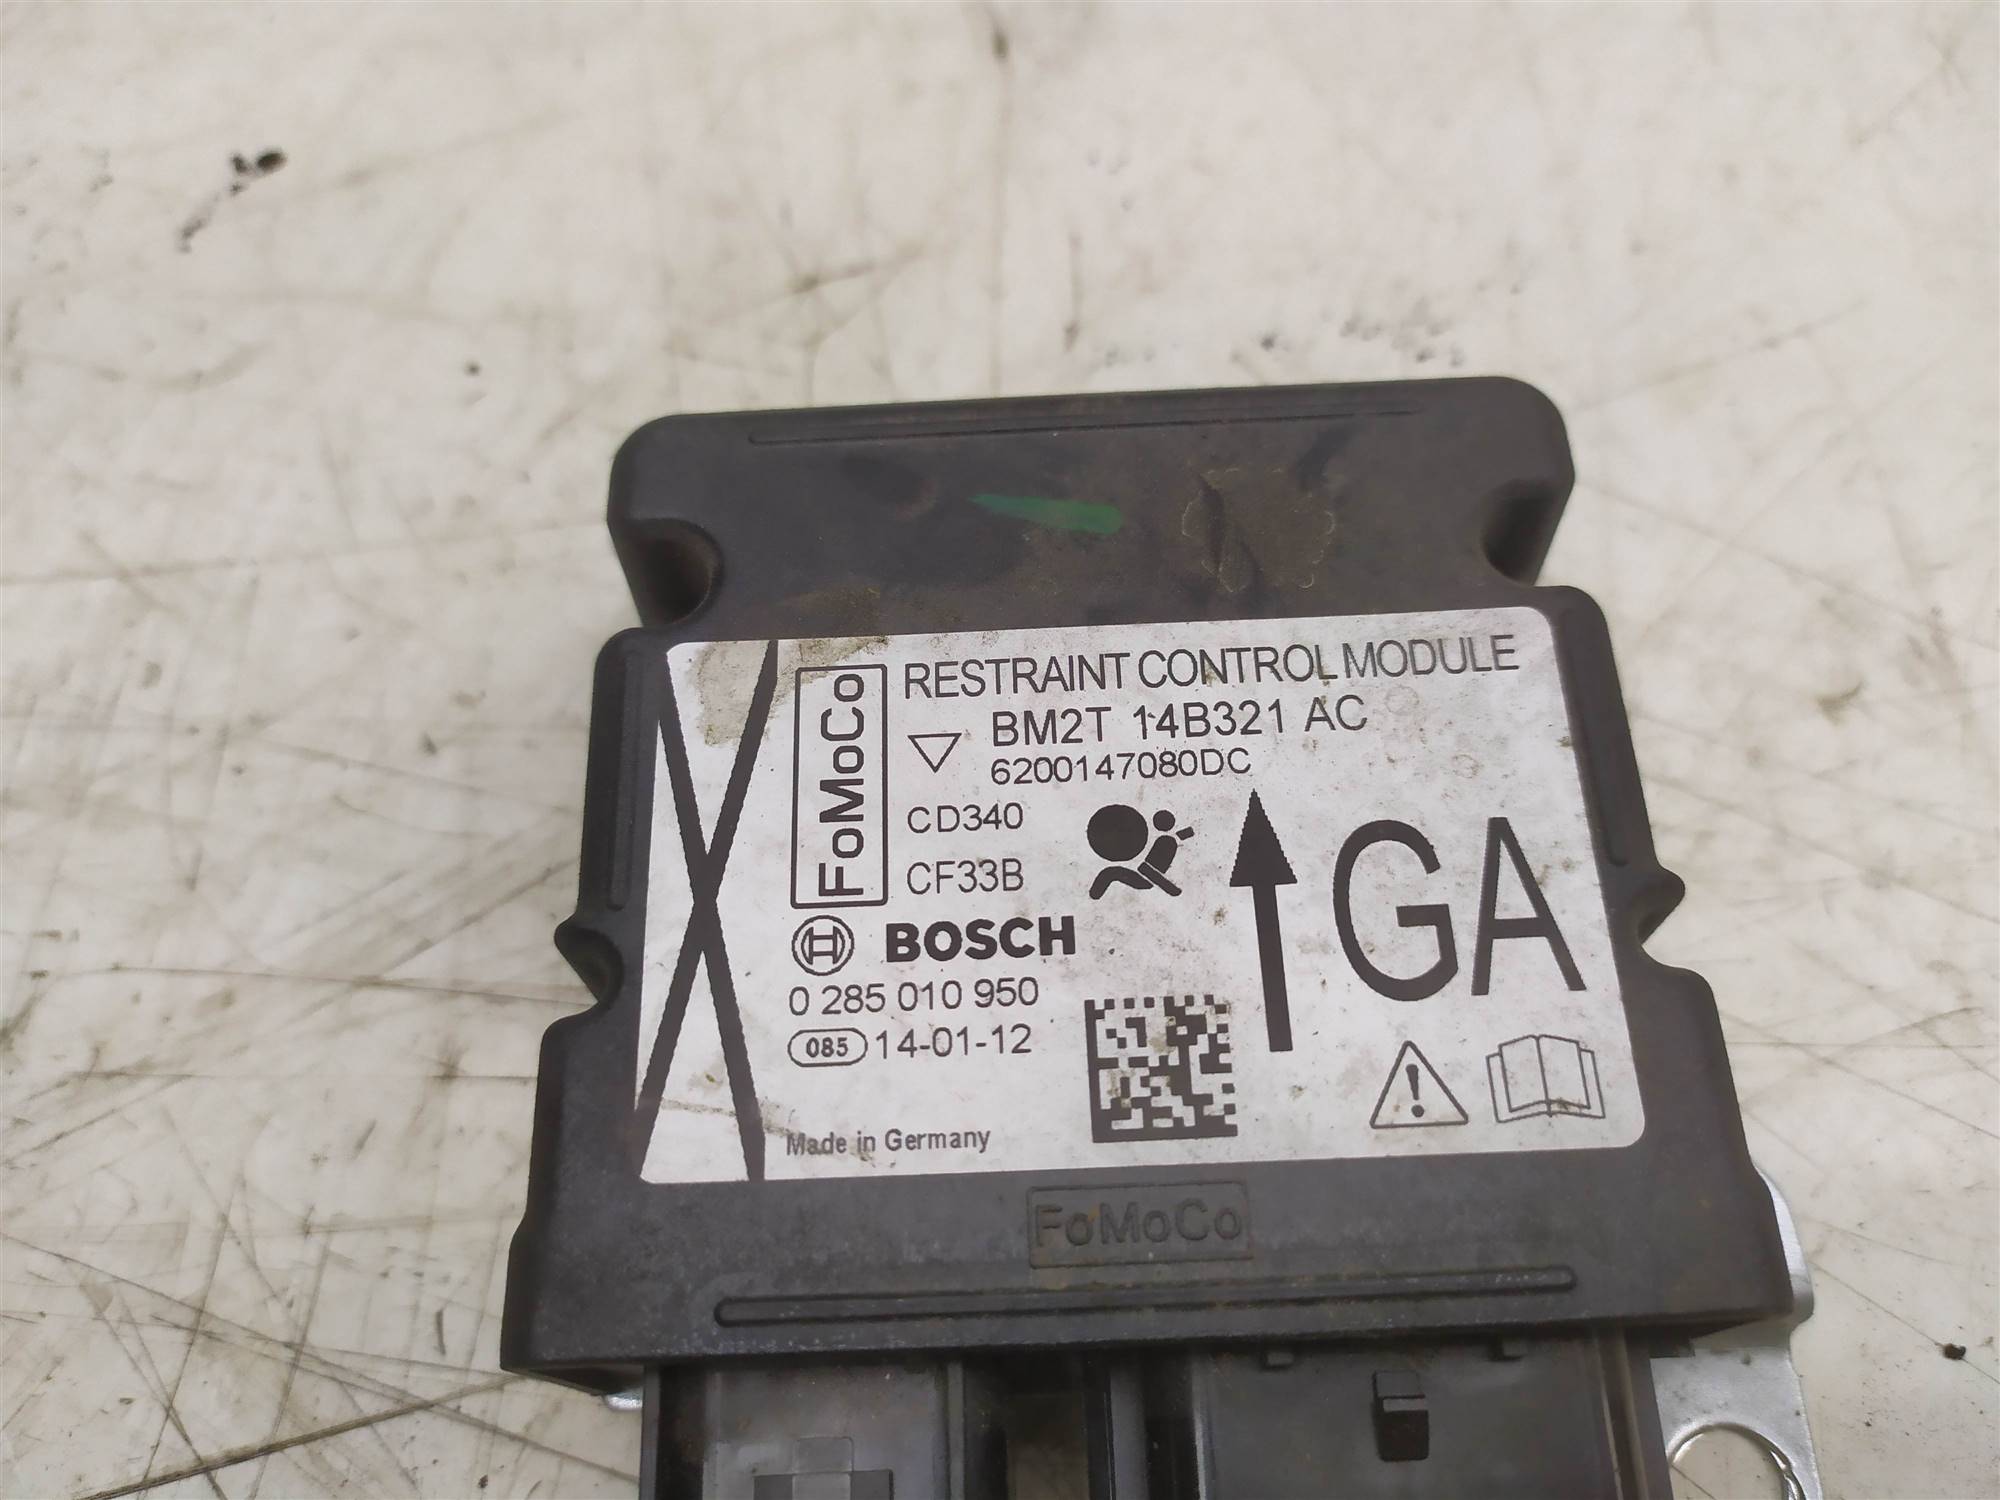 RESTRAINT CONTROL MODULE
FoMoCo
BM2T 14B321 AC
6200147080DC
CD340
CF33B
GA
BOSCH
0 285 010 950
085 14-01-12
Made in Germany
FoMoCo